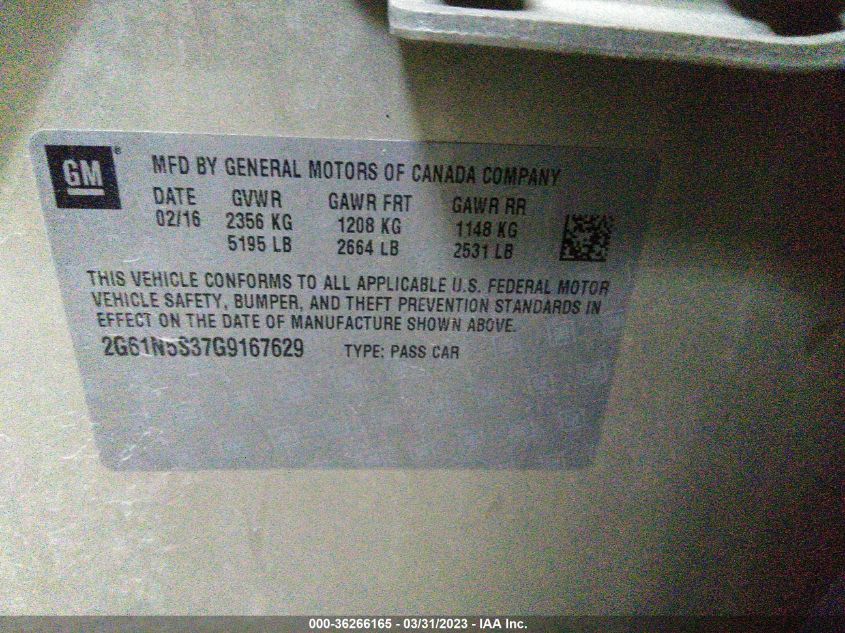 GM®
MFD BY GENERAL MOTORS OF CANADA COMPANY
DATE GVWR GAWR FRT GAWR RR
02/16 2356 KG 1208 KG 1148 KG
5195 LB 2664 LB 2531 LB
THIS VEHICLE CONFORMS TO ALL APPLICABLE U.S. FEDERAL MOTOR
VEHICLE SAFETY, BUMPER, AND THEFT PREVENTION STANDARDS IN
EFFECT ON THE DATE OF MANUFACTURE SHOWN ABOVE.
2G61N5S37G9167629 TYPE: PASS CAR
000-36266165 - 03/31/2023 - IAA Inc.